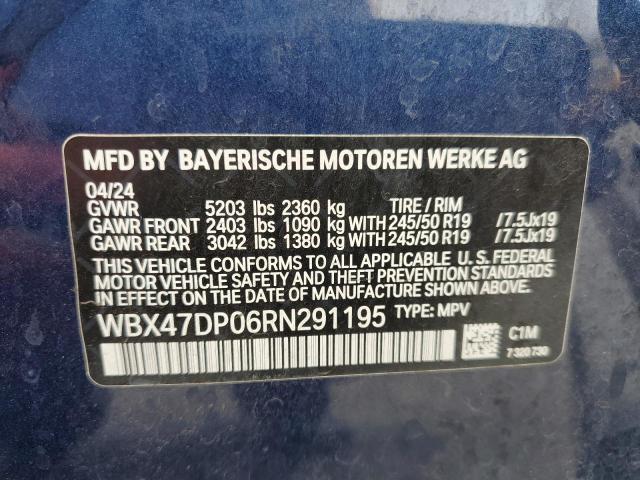 MFD BY BAYERISCHE MOTOREN WERKE AG
04/24
GVWR 5203 lbs 2360 kg TIRE / RIM
GAWR FRONT 2403 lbs 1090 kg WITH 245/50 R19 / 7.5Jx19
GAWR REAR 3042 lbs 1380 kg WITH 245/50 R19 / 7.5Jx19
THIS VEHICLE CONFORMS TO ALL APPLICABLE U. S. FEDERAL
MOTOR VEHICLE SAFETY AND THEFT PREVENTION STANDARDS
IN EFFECT ON THE DATE OF MANUFACTURE SHOWN ABOVE.
WBX47DP06RN291195 TYPE: MPV
C1M
7 320 730